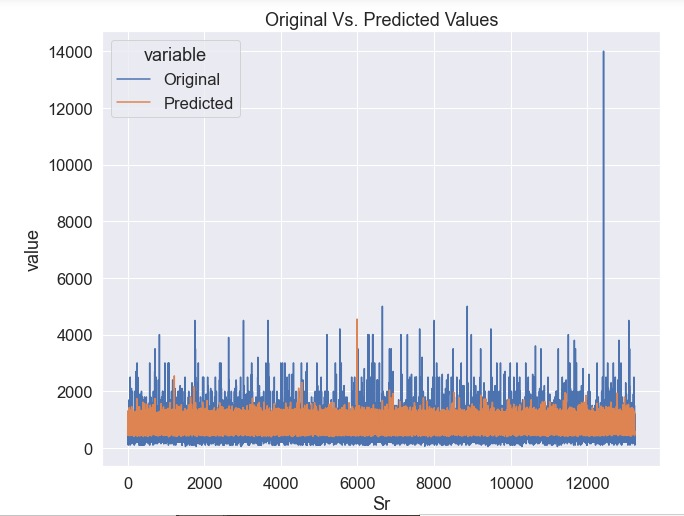 Original Vs. Predicted Values
variable
Original
Predicted
14000
12000
10000
8000
6000
4000
2000
0
value
0 2000 4000 6000 8000 10000 12000
Sr